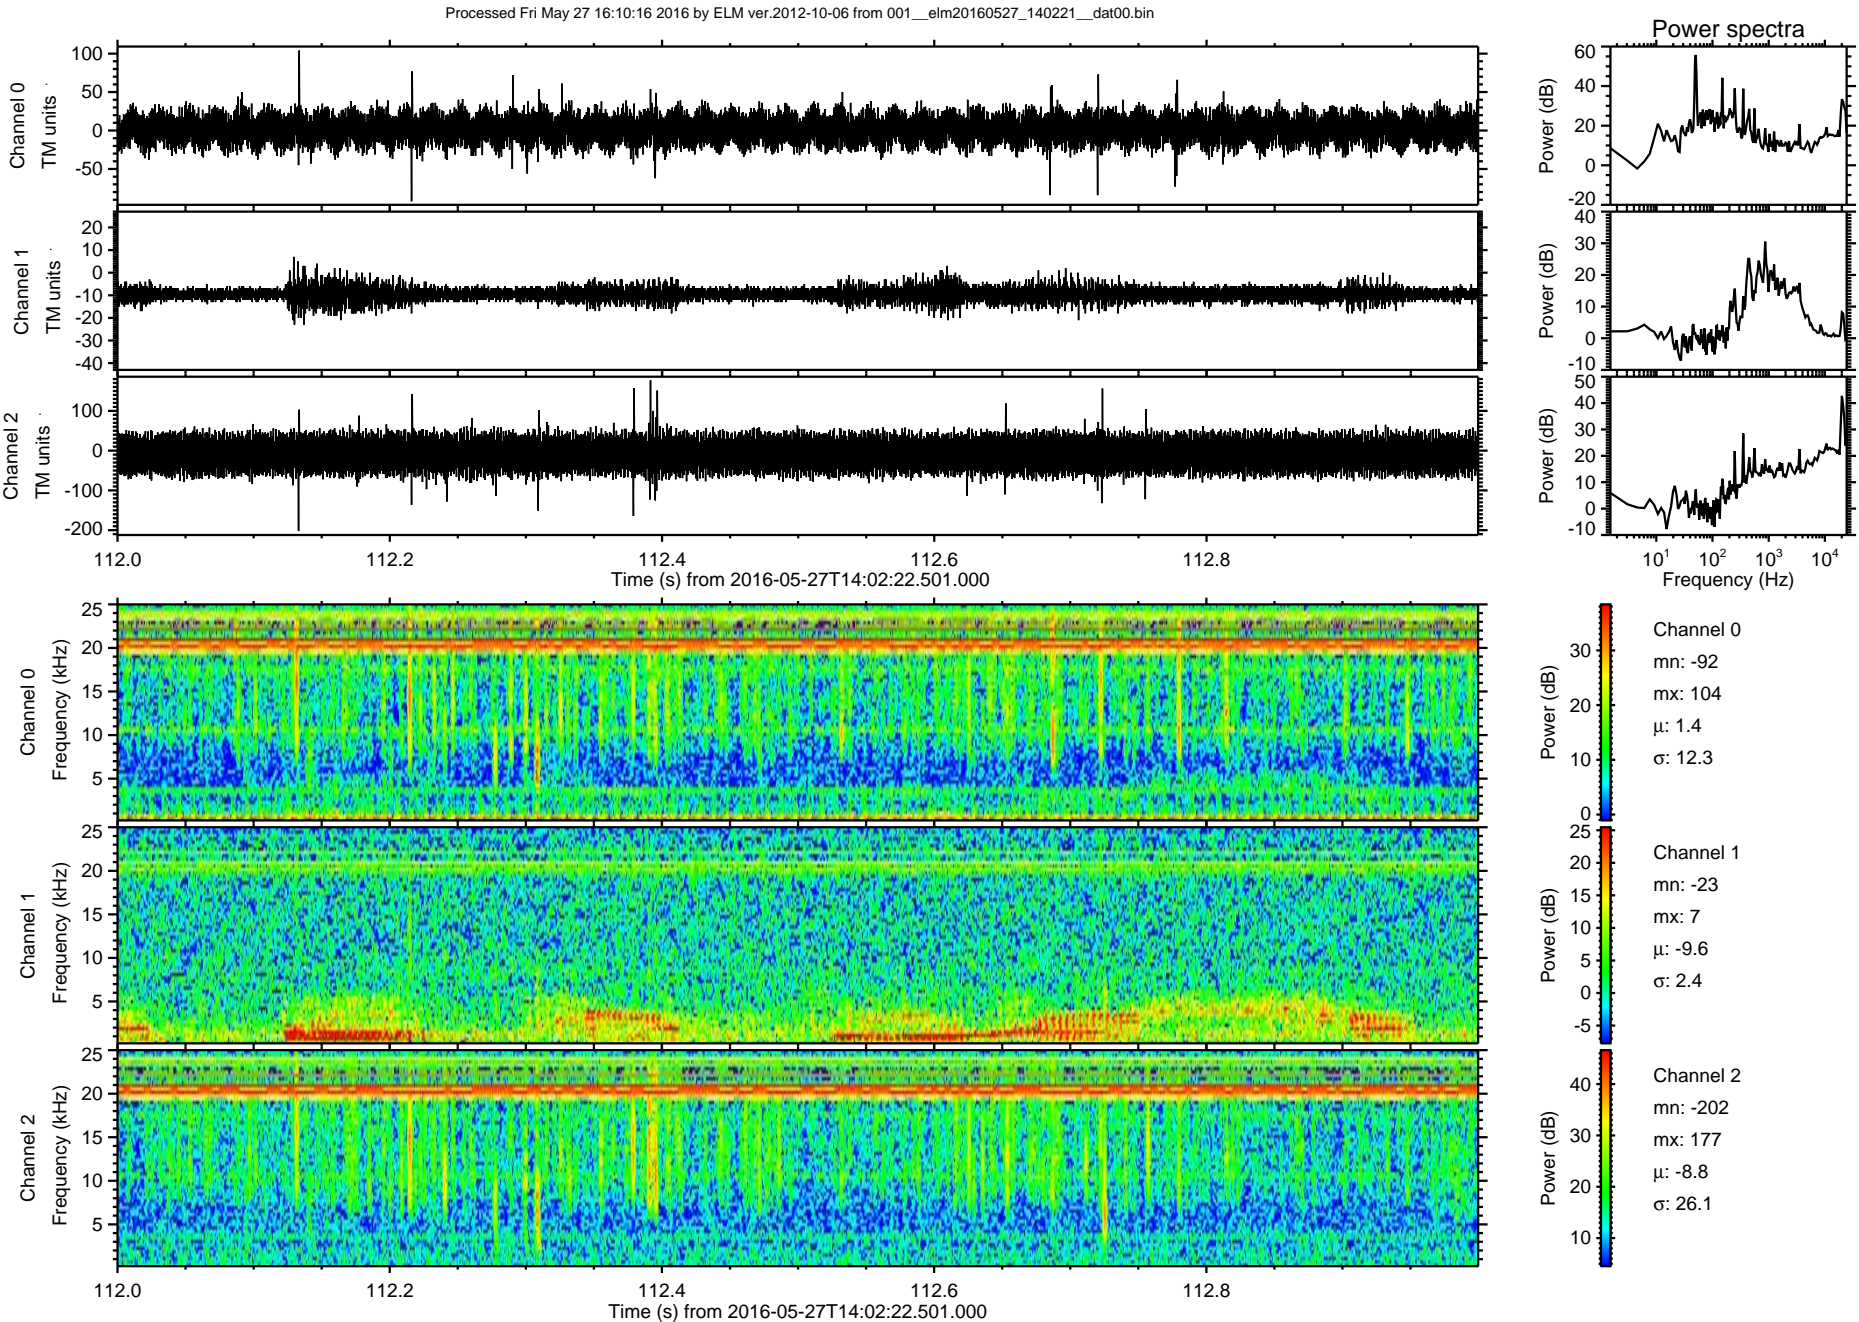 Processed Fri May 27 16:10:16 2016 by ELM ver.2012-10-06 from 001__elm20160527_140221__dat00.bin
Power spectra
Channel 0
TM units
100
50
0
-50
Power (dB)
60
40
20
0
-20
Channel 1
TM units
20
10
0
-10
-20
-30
-40
Power (dB)
40
30
20
10
0
-10
Channel 2
TM units
100
0
-100
-200
Power (dB)
50
40
30
20
10
0
-10
112.0 112.2 112.4 112.6 112.8
Time (s) from 2016-05-27T14:02:22.501.000
10^1 10^2 10^3 10^4
Frequency (Hz)
Channel 0
Frequency (kHz)
25
20
15
10
5
Power (dB)
30
20
10
0
Channel 0
mn: -92
mx: 104
μ: 1.4
σ: 12.3
Channel 1
Frequency (kHz)
25
20
15
10
5
Power (dB)
25
20
15
10
5
0
-5
Channel 1
mn: -23
mx: 7
μ: -9.6
σ: 2.4
Channel 2
Frequency (kHz)
25
20
15
10
5
Power (dB)
40
30
20
10
Channel 2
mn: -202
mx: 177
μ: -8.8
σ: 26.1
112.0 112.2 112.4 112.6 112.8
Time (s) from 2016-05-27T14:02:22.501.000